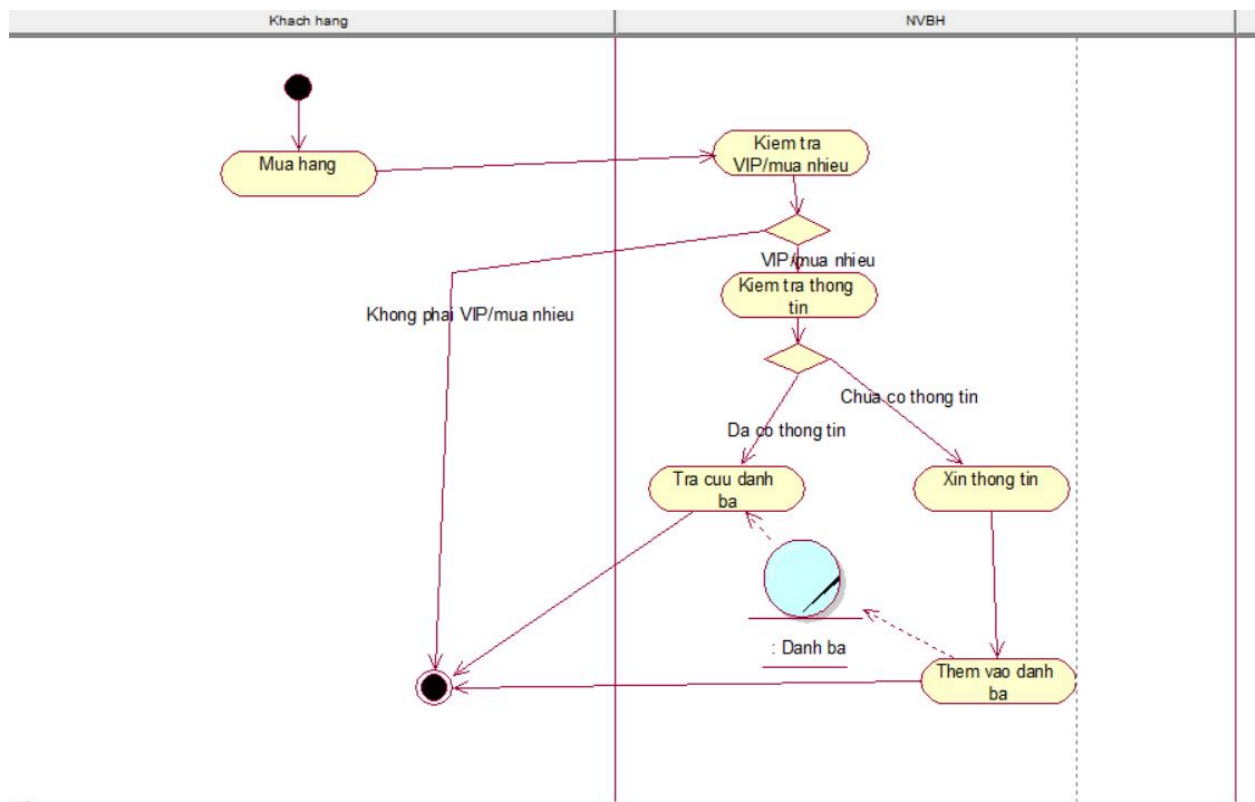 Khach hang
NVBH
Mua hang
Kiem tra
VIP/mua nhieu
VIP/mua nhieu
Kiem tra thong
tin
Khong phai VIP/mua nhieu
Chua co thong tin
Da co thong tin
Tra cuu danh
ba
Xin thong tin
: Danh ba
Them vao danh
ba